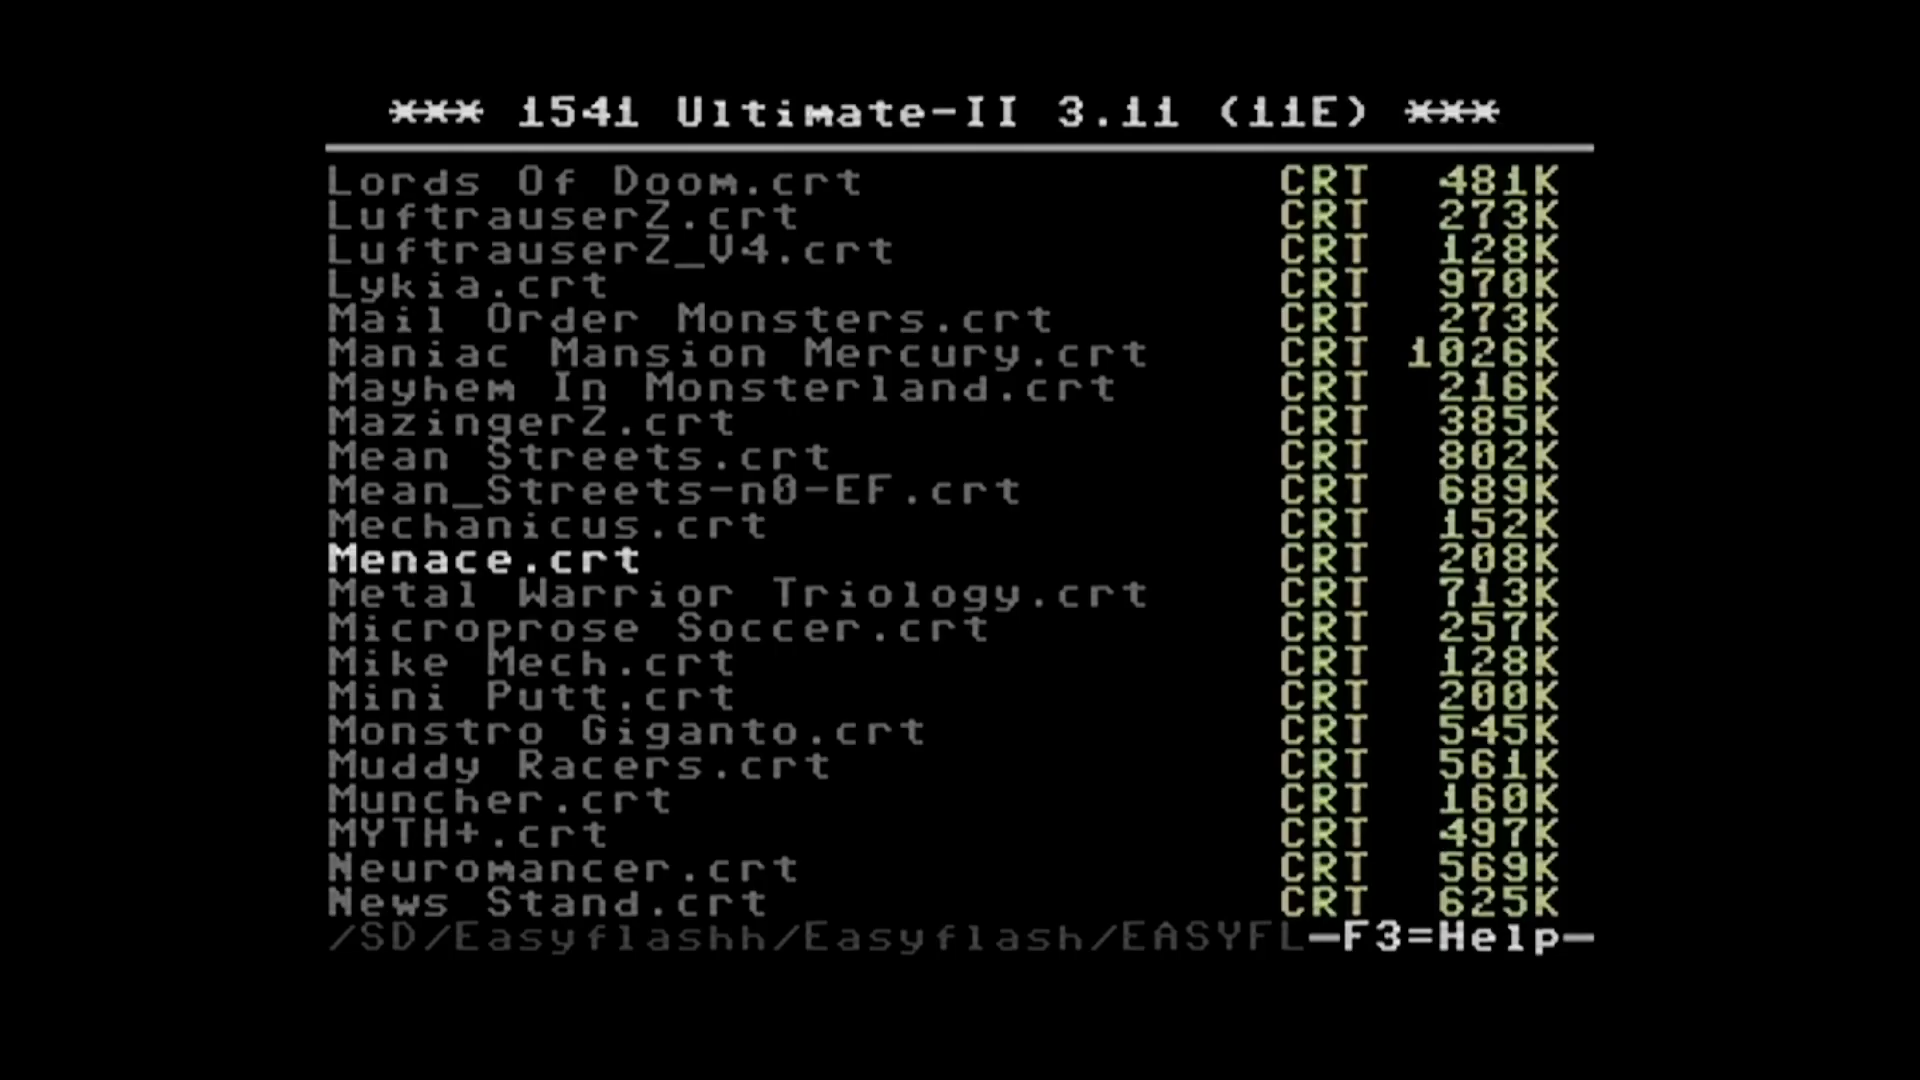 *** 1541 Ultimate-II 3.11 (11E) ***
Lords Of Doom.crt CRT 481K
LuftrauserZ.crt CRT 273K
LuftrauserZ_V4.crt CRT 128K
Lykia.crt CRT 970K
Mail Order Monsters.crt CRT 273K
Maniac Mansion Mercury.crt CRT 1026K
Mayhem In Monsterland.crt CRT 216K
MazingerZ.crt CRT 385K
Mean Streets.crt CRT 802K
Mean_Streets-n0-EF.crt CRT 689K
Mechanicus.crt CRT 152K
Menace.crt CRT 208K
Metal Warrior Triology.crt CRT 713K
Microprose Soccer.crt CRT 257K
Mike Mech.crt CRT 128K
Mini Putt.crt CRT 200K
Monstro Giganto.crt CRT 545K
Muddy Racers.crt CRT 561K
Muncher.crt CRT 160K
MYTH+.crt CRT 497K
Neuromancer.crt CRT 569K
News Stand.crt CRT 625K
/SD/Easyflashh/Easyflash/EASYFL-F3=Help-